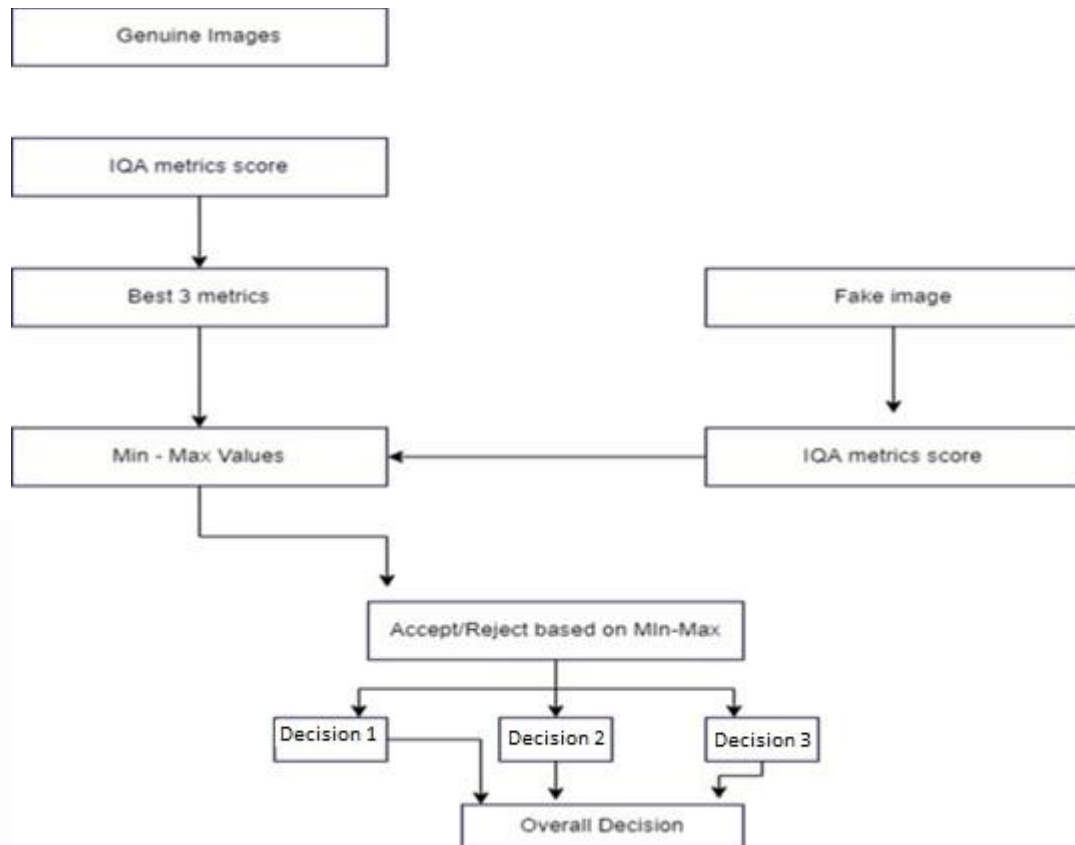 Genuine Images
IQA metrics score
Best 3 metrics
Fake image
Min - Max Values
IQA metrics score
Accept/Reject based on MIn-Max
Decision 1
Decision 2
Decision 3
Overall Decision